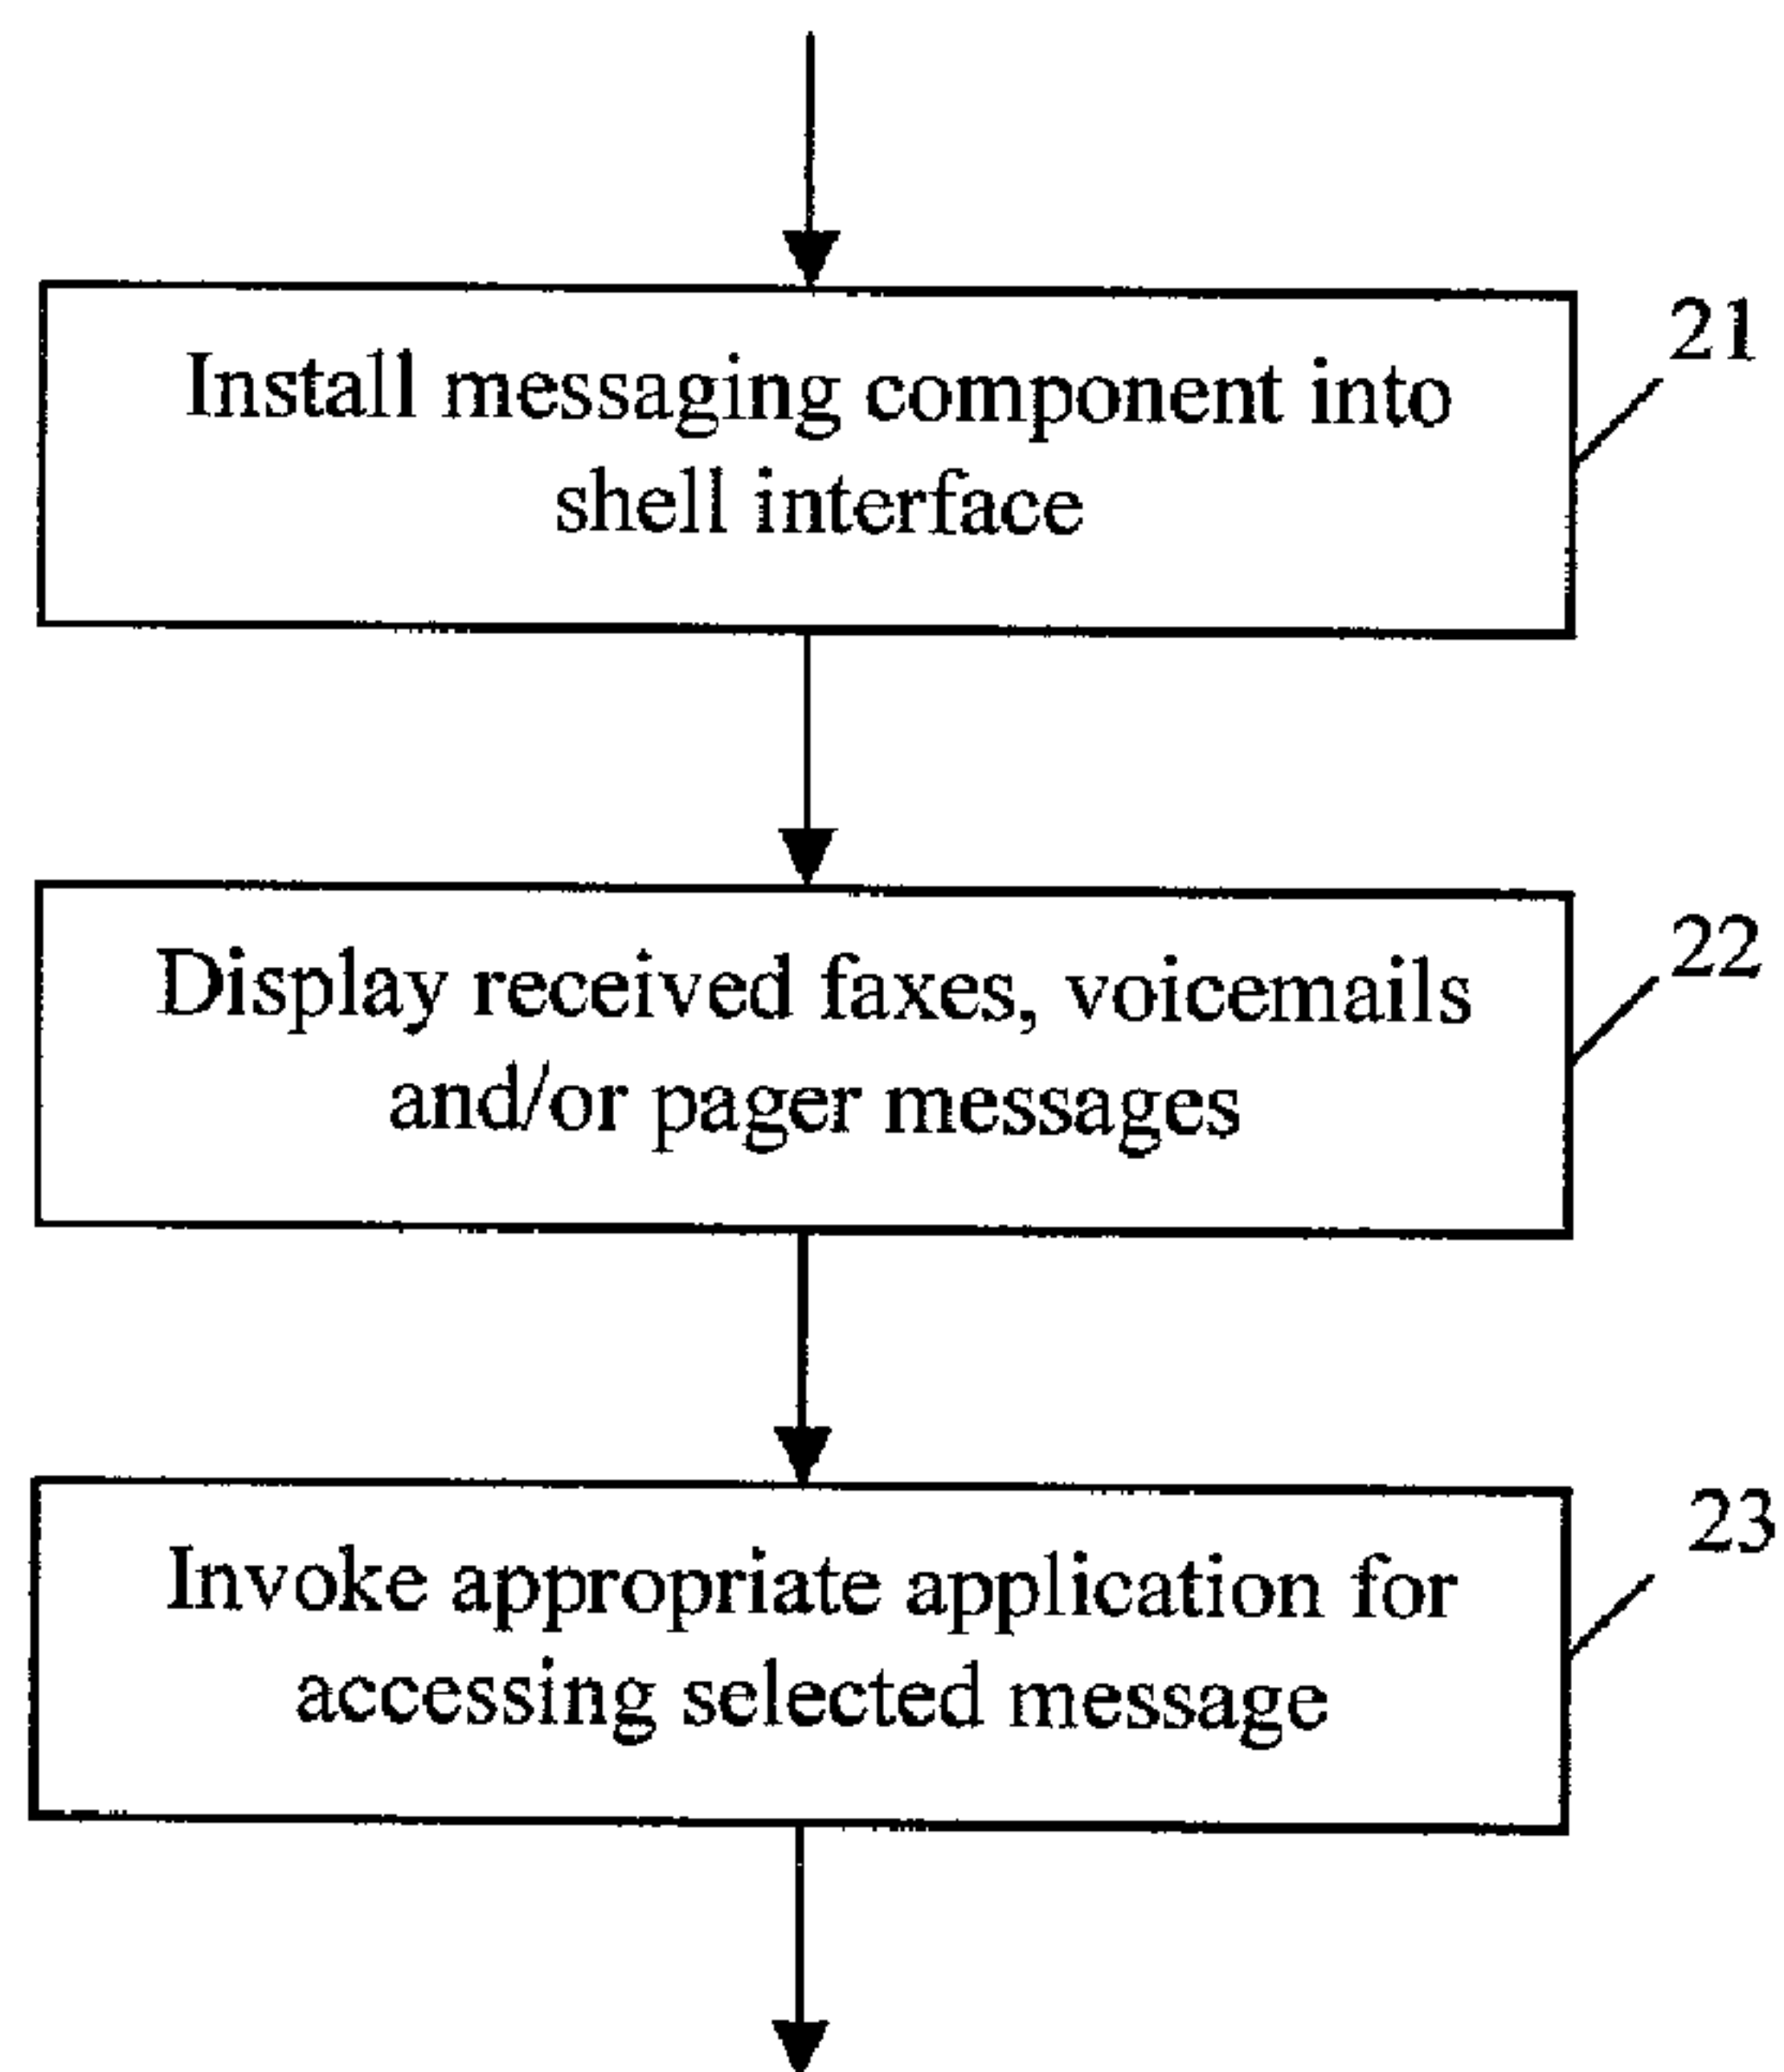 Install messaging component into
shell interface
21
Display received faxes, voicemails
and/or pager messages
22
Invoke appropriate application for
accessing selected message
23